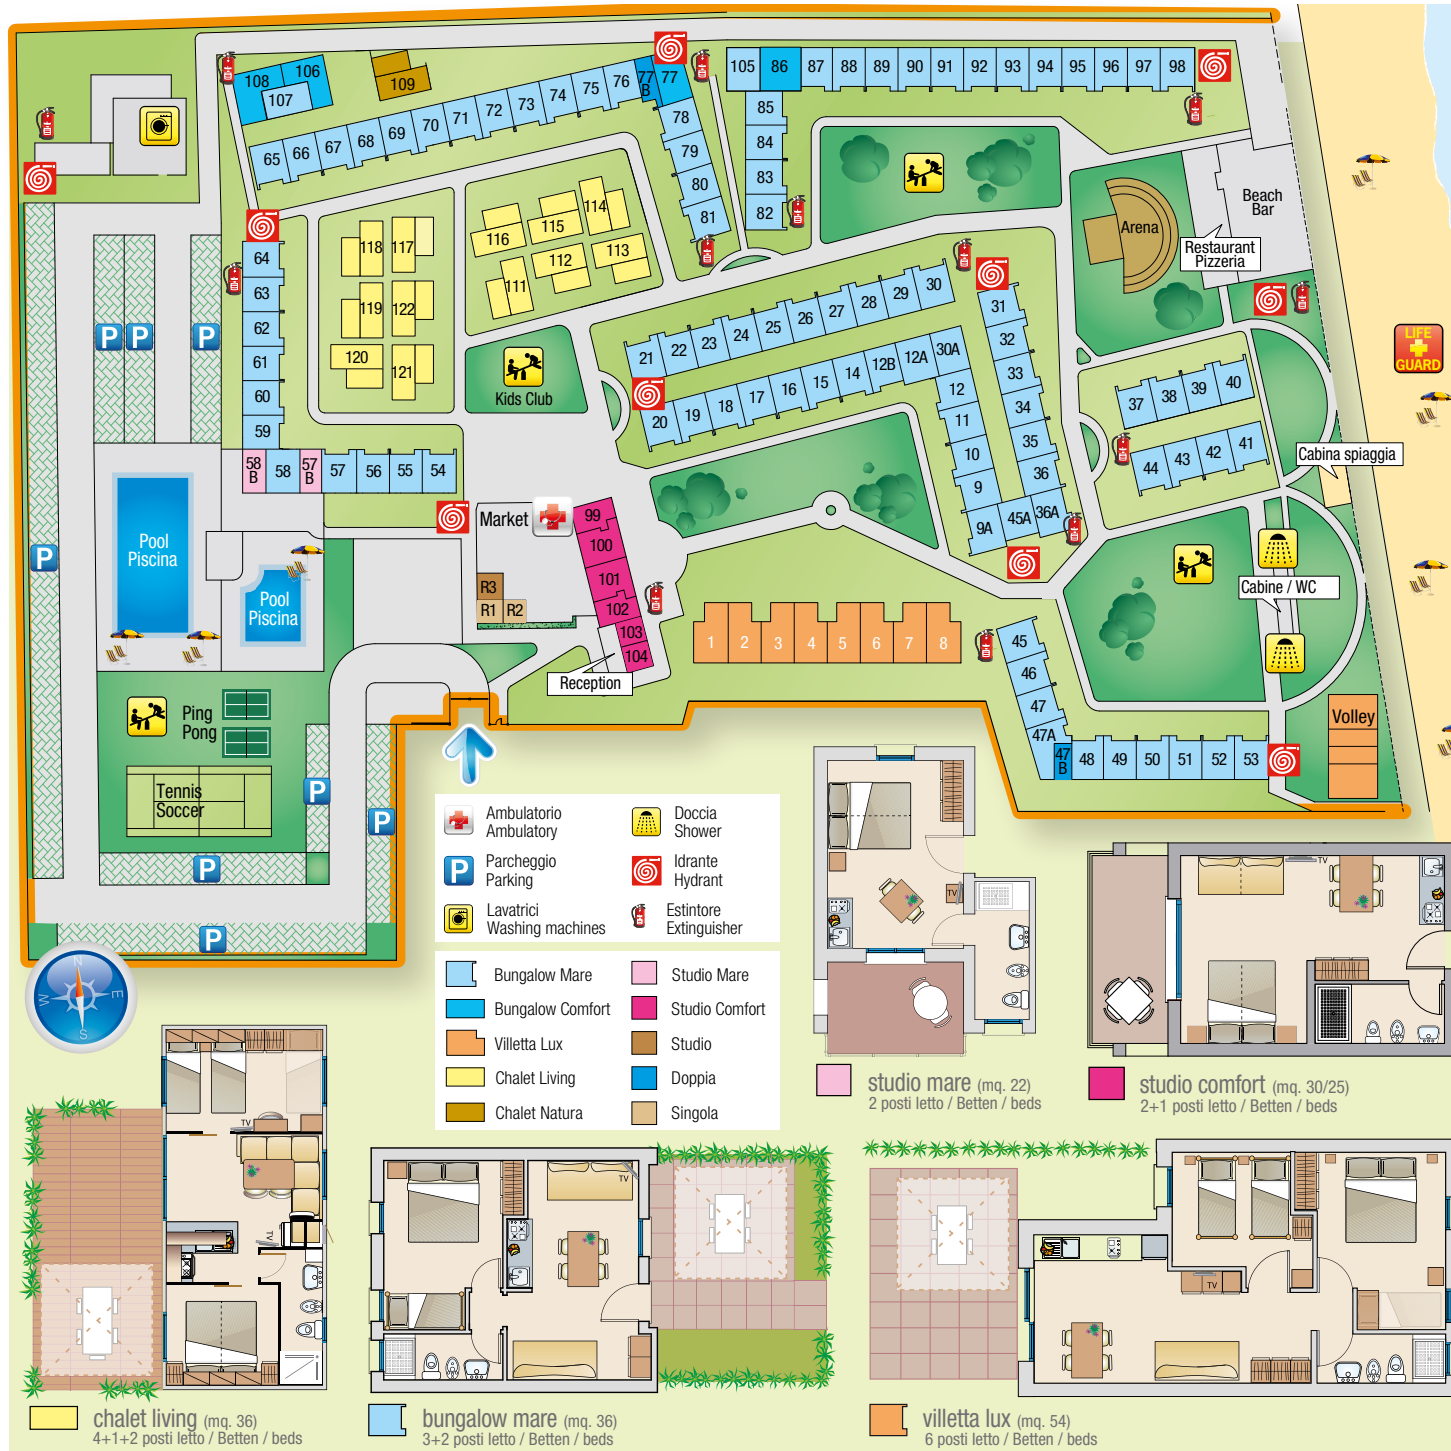 108
106
107
109
65
66
67
68
69
70
71
72
73
74
75
76
77
B
77
78
79
80
81
105
86
87
88
89
90
91
92
93
94
95
96
97
98
85
84
83
82
Beach
Bar
Arena
Restaurant
Pizzeria
LIFE
GUARD
64
63
62
61
60
59
58
B
58
57
B
57
56
55
54
118
117
119
122
120
121
116
115
114
113
112
111
Kids Club
21
22
23
24
25
26
27
28
29
30
20
19
18
17
16
15
14
12B
12A
30A
12
11
10
9
9A
45A
36A
31
32
33
34
35
36
37
38
39
40
44
43
42
41
Cabina spiaggia
Cabine / WC
P
P
P
P
Pool
Piscina
Pool
Piscina
Market
99
100
101
102
103
104
R3
R1
R2
Reception
1
2
3
4
5
6
7
8
45
46
47
47A
47
B
48
49
50
51
52
53
Volley
Ping
Pong
Tennis
Soccer
P
P
P
P
Ambulatorio
Ambulatory
P
Parcheggio
Parking
Lavatrici
Washing machines
Doccia
Shower
Idrante
Hydrant
Estintore
Extinguisher
Bungalow Mare
Bungalow Comfort
Villetta Lux
Chalet Living
Chalet Natura
Studio Mare
Studio Comfort
Studio
Doppia
Singola
N
W
E
S
TV
studio mare (mq. 22)
2 posti letto / Betten / beds
TV
studio comfort (mq. 30/25)
2+1 posti letto / Betten / beds
TV
TV
chalet living (mq. 36)
4+1+2 posti letto / Betten / beds
TV
bungalow mare (mq. 36)
3+2 posti letto / Betten / beds
TV
villetta lux (mq. 54)
6 posti letto / Betten / beds